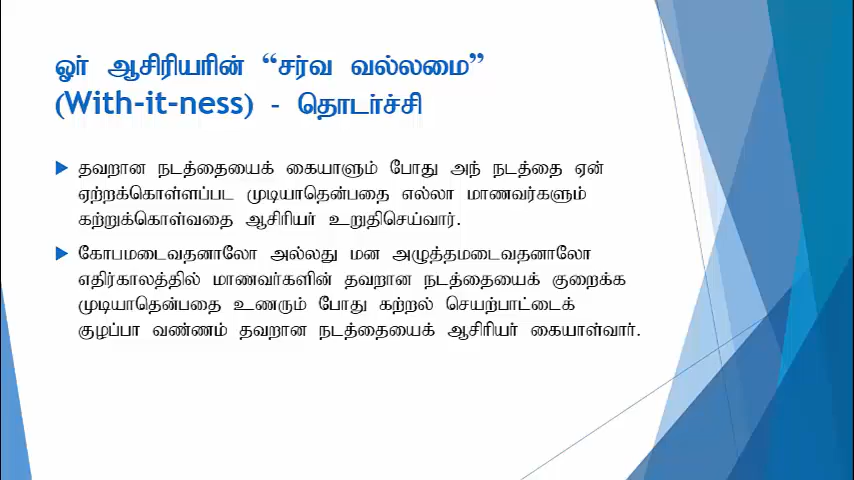 ஓர் ஆசிரியரின் “சர்வ வல்லமை”
(With-it-ness) - தொடர்ச்சி
தவறான நடத்தையைக் கையாளும் போது அந் நடத்தை ஏன்
ஏற்றக்கொள்ளப்பட முடியாதென்பதை எல்லா மாணவர்களும்
கற்றுக்கொள்வதை ஆசிரியர் உறுதிசெய்வார்.
கோபமடைவதனாலோ அல்லது மன அழுத்தமடைவதனாலோ
எதிர்காலத்தில் மாணவர்களின் தவறான நடத்தையைக் குறைக்க
முடியாதென்பதை உணரும் போது கற்றல் செயற்பாட்டைக்
குழப்பா வண்ணம் தவறான நடத்தையைக் ஆசிரியர் கையாள்வார்.